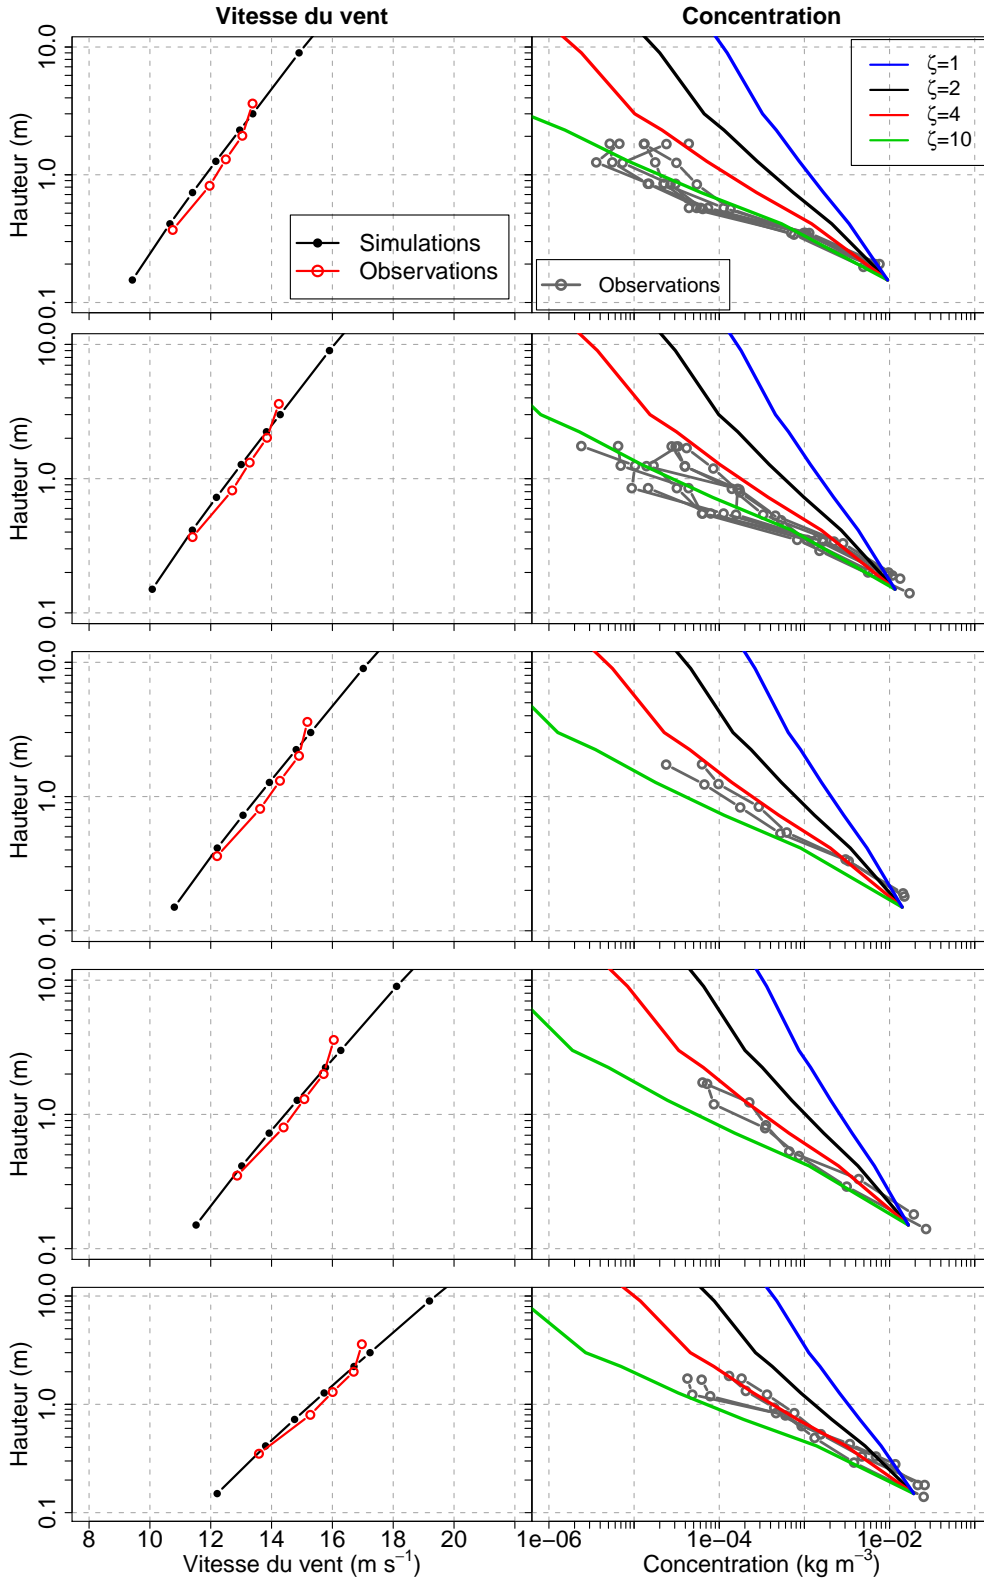 Vitesse du vent
Concentration
Hauteur (m)
0.1 1.0 10.0
Simulations
Observations
ζ=1
ζ=2
ζ=4
ζ=10
Observations
Hauteur (m)
0.1 1.0 10.0
Hauteur (m)
0.1 1.0 10.0
Hauteur (m)
0.1 1.0 10.0
Hauteur (m)
0.1 1.0 10.0
8 10 12 14 16 18 20
1e−06 1e−04 1e−02
Vitesse du vent (m s⁻¹)
Concentration (kg m⁻³)